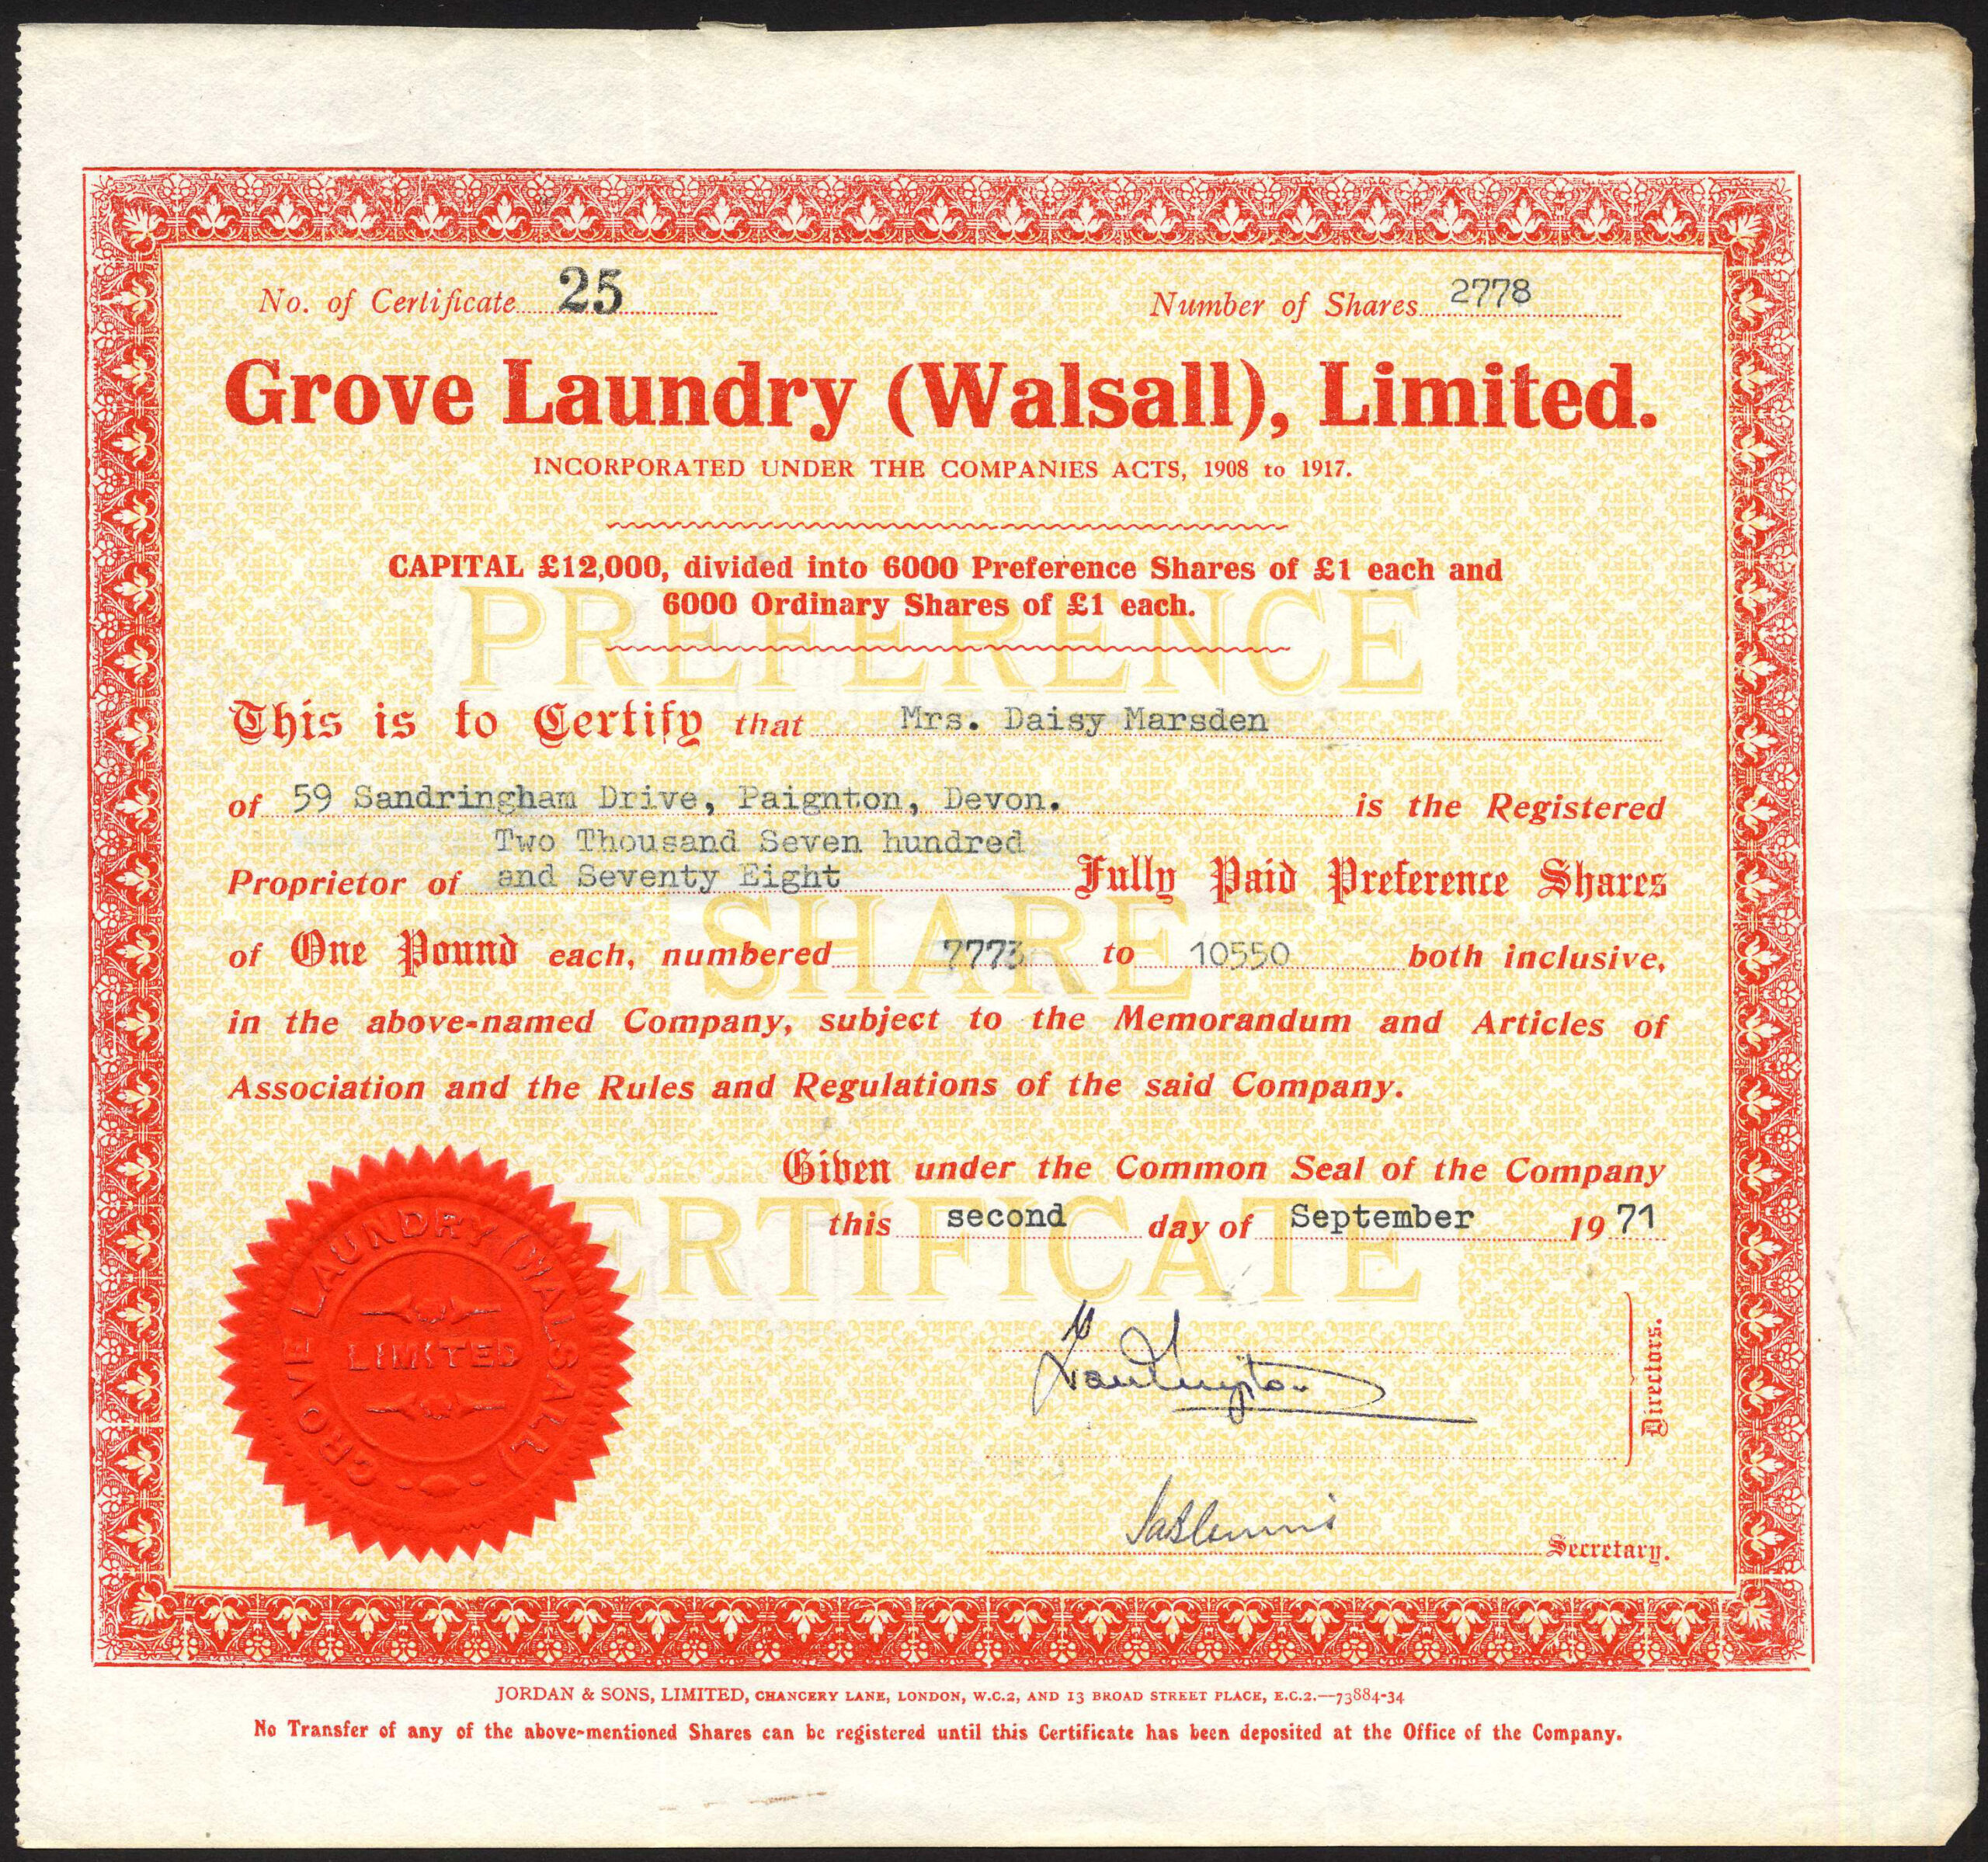 No. of Certificate 25 Number of Shares 2778
Grove Laundry (Walsall), Limited.
INCORPORATED UNDER THE COMPANIES ACTS, 1908 to 1917.
CAPITAL £12,000, divided into 6000 Preference Shares of £1 each and
6000 Ordinary Shares of £1 each.
PREFERENCE
This is to Certify that Mrs. Daisy Marsden
of 59 Sandringham Drive, Paignton, Devon. is the Registered
Two Thousand Seven hundred
Proprietor of and Seventy Eight Fully Paid Preference Shares
SHARE
of One Pound each, numbered 7773 to 10550 both inclusive,
in the above-named Company, subject to the Memorandum and Articles of
Association and the Rules and Regulations of the said Company.
Given under the Common Seal of the Company
CERTIFICATE
this second day of September 1971
GROVE LAUNDRY (WALSALL)
LIMITED
Directors.
Secretary.
JORDAN & SONS, LIMITED, CHANCERY LANE, LONDON, W.C.2, AND 13 BROAD STREET PLACE, E.C.2.—73884-34
No Transfer of any of the above-mentioned Shares can be registered until this Certificate has been deposited at the Office of the Company.